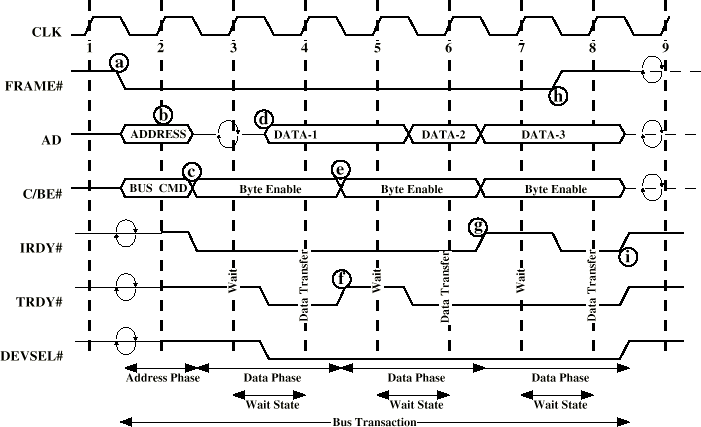 CLK
1 2 3 4 5 6 7 8 9
a
FRAME#
h
b d
AD ADDRESS DATA-1 DATA-2 DATA-3
c e
C/BE# BUS CMD Byte Enable Byte Enable Byte Enable
g
IRDY#
i
Wait Data Transfer Wait Data Transfer Wait Data Transfer
f
TRDY#
DEVSEL#
Address Phase Data Phase Data Phase Data Phase
Wait State Wait State Wait State
Bus Transaction